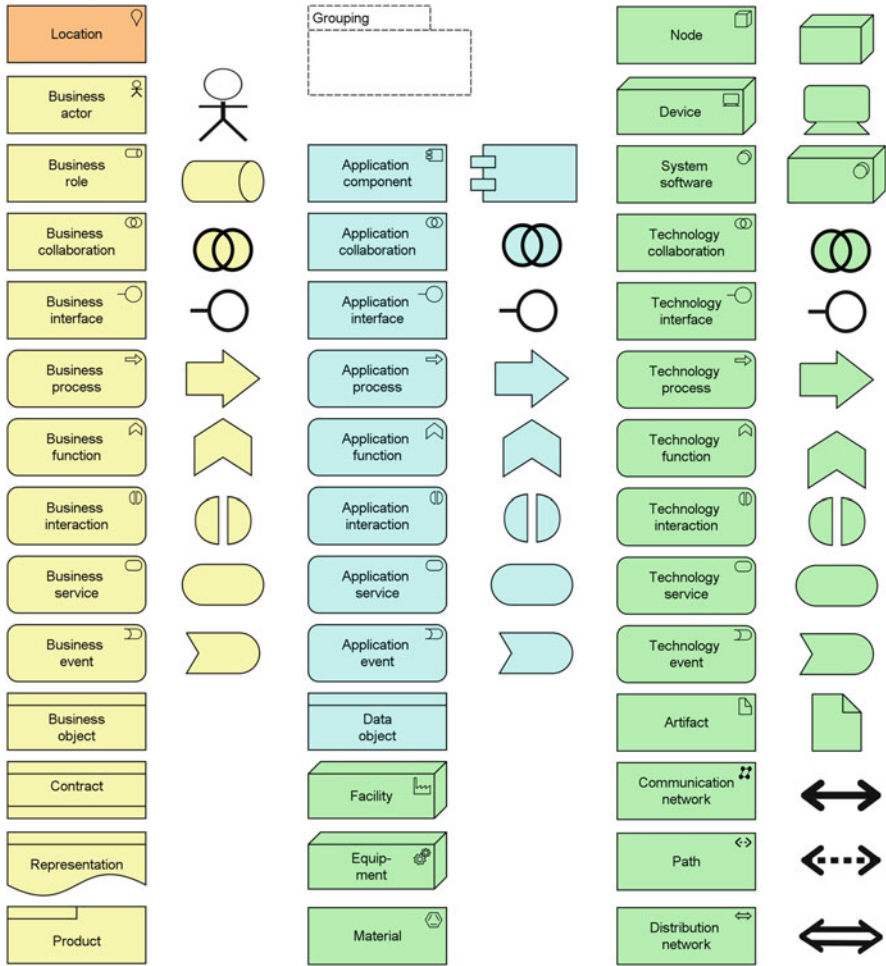 Location
Grouping
Node
Business
actor
Device
Business
role
Application
component
System
software
Business
collaboration
Application
collaboration
Technology
collaboration
Business
interface
Application
interface
Technology
interface
Business
process
Application
process
Technology
process
Business
function
Application
function
Technology
function
Business
interaction
Application
interaction
Technology
interaction
Business
service
Application
service
Technology
service
Business
event
Application
event
Technology
event
Business
object
Data
object
Artifact
Contract
Facility
Communication
network
Representation
Equip-
ment
Path
Product
Material
Distribution
network